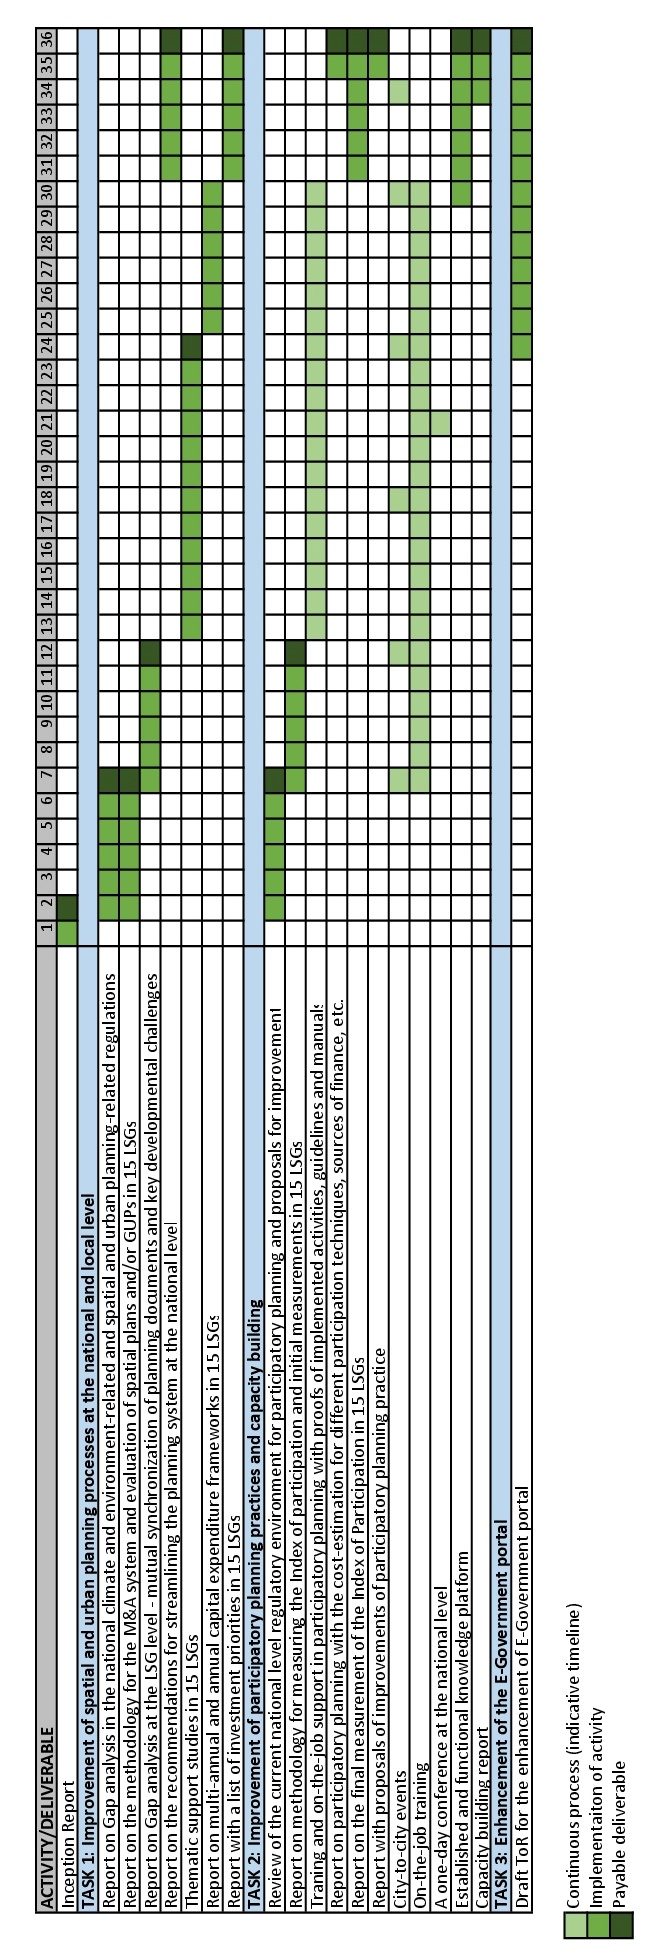 ACTIVITY/DELIVERABLE 1 2 3 4 5 6 7 8 9 10 11 12 13 14 15 16 17 18 19 20 21 22 23 24 25 26 27 28 29 30 31 32 33 34 35 36
Inception Report
TASK 1: Improvement of spatial and urban planning processes at the national and local level
Report on Gap analysis in the national climate and environment-related and spatial and urban planning-related regulations
Report on the methodology for the M&A system and evaluation of spatial plans and/or GUPs in 15 LSGs
Report on Gap analysis at the LSG level - mutual synchronization of planning documents and key developmental challenges
Report on the recommendations for streamlining the planning system at the national level
Thematic support studies in 15 LSGs
Report on multi-annual and annual capital expenditure frameworks in 15 LSGs
Report with a list of investment priorities in 15 LSGs
TASK 2: Improvement of participatory planning practices and capacity building
Review of the current national level regulatory environment for participatory planning and proposals for improvement
Report on methodology for measuring the Index of participation and initial measurements in 15 LSGs
Tranining and on-the-job support in participatory planning with proofs of implemented activities, guidelines and manuals
Report on participatory planning with the cost-estimation for different participation techniques, sources of finance, etc.
Report on the final measurement of the Index of Participation in 15 LSGs
Report with proposals of improvements of participatory planning practice
City-to-city events
On-the-job training
A one-day conference at the national level
Established and functional knowledge platform
Capacity building report
TASK 3: Enhancement of the E-Government portal
Draft ToR for the enhancement of E-Government portal
Continuous process (indicative timeline)
Implementaiton of activity
Payable deliverable